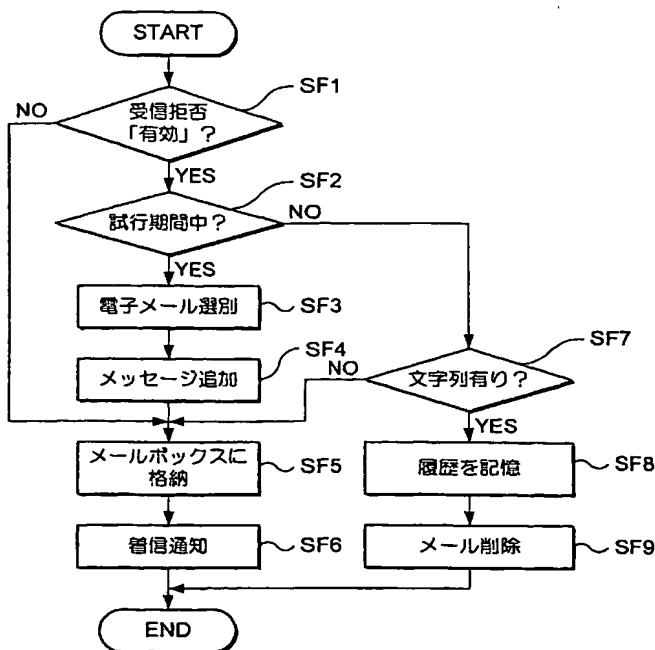 START
SF1
NO
受信拒否
「有効」？
YES
SF2
試行期間中？
NO
YES
電子メール選別
SF3
SF4
メッセージ追加
SF7
NO
文字列有り？
YES
メールボックスに
格納
SF5
履歴を記憶
SF8
着信通知
SF6
メール削除
SF9
END